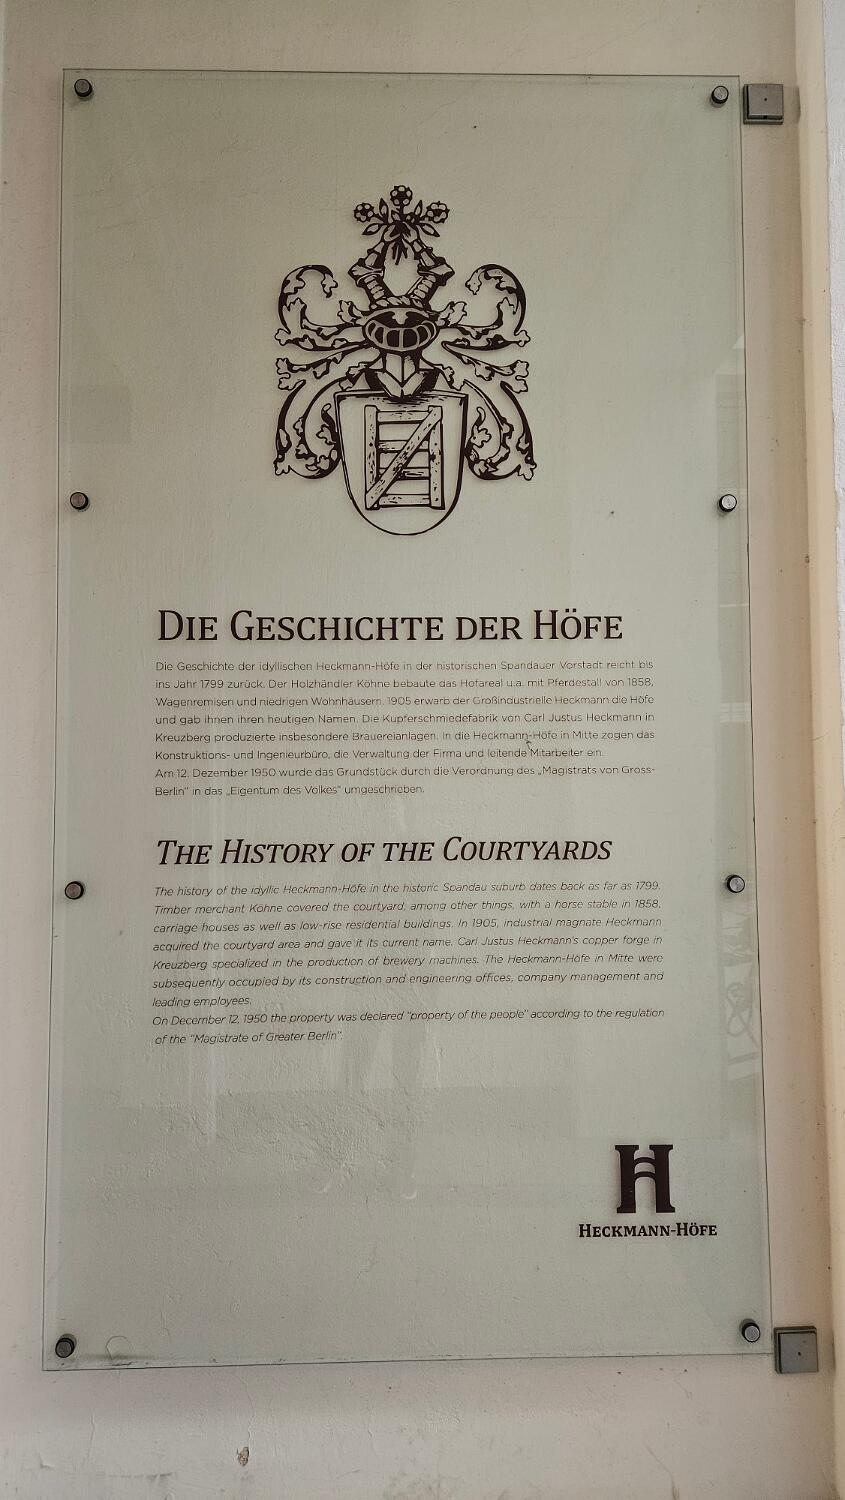 DIE GESCHICHTE DER HÖFE
Die Geschichte der idyllischen Heckmann-Höfe in der historischen Spandauer Vorstadt reicht bis
ins Jahr 1799 zurück. Der Holzhändler Köhne bebaute das Hofareal u.a. mit Pferdestall von 1858,
Wagenremisen und niedrigen Wohnhäusern. 1905 erwarb der Großindustrielle Heckmann die Höfe
und gab ihnen ihren heutigen Namen. Die Kupferschmiedefabrik von Carl Justus Heckmann in
Kreuzberg produzierte insbesondere Brauereianlagen. In die Heckmann-Höfe in Mitte zogen das
Konstruktions- und Ingenieurbüro, die Verwaltung der Firma und leitende Mitarbeiter ein.
Am 12. Dezember 1950 wurde das Grundstück durch die Verordnung des „Magistrats von Gross-
Berlin" in das „Eigentum des Volkes" umgeschrieben.
THE HISTORY OF THE COURTYARDS
The history of the idyllic Heckmann-Höfe in the historic Spandau suburb dates back as far as 1799.
Timber merchant Köhne covered the courtyard, among other things, with a horse stable in 1858,
carriage houses as well as low-rise residential buildings. In 1905, industrial magnate Heckmann
acquired the courtyard area and gave it its current name. Carl Justus Heckmann's copper forge in
Kreuzberg specialized in the production of brewery machines. The Heckmann-Höfe in Mitte were
subsequently occupied by its construction and engineering offices, company management and
leading employees.
On December 12, 1950 the property was declared "property of the people" according to the regulation
of the "Magistrate of Greater Berlin".
H
HECKMANN-HÖFE